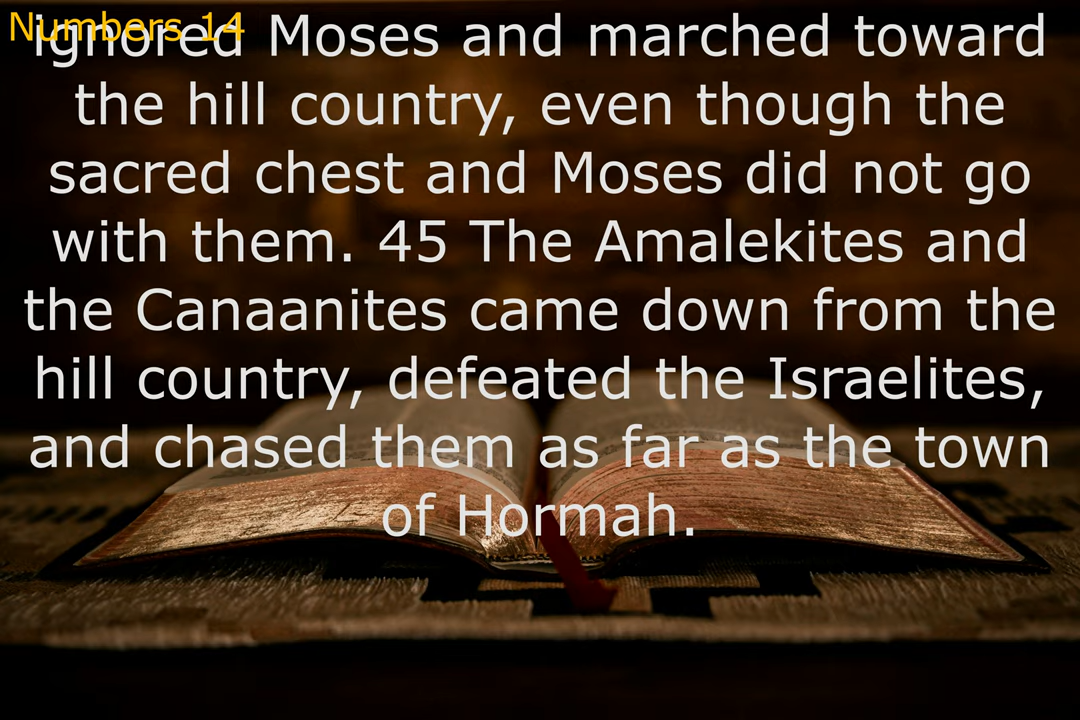 Numbers 14
ignored Moses and marched toward
the hill country, even though the
sacred chest and Moses did not go
with them. 45 The Amalekites and
the Canaanites came down from the
hill country, defeated the Israelites,
and chased them as far as the town
of Hormah.